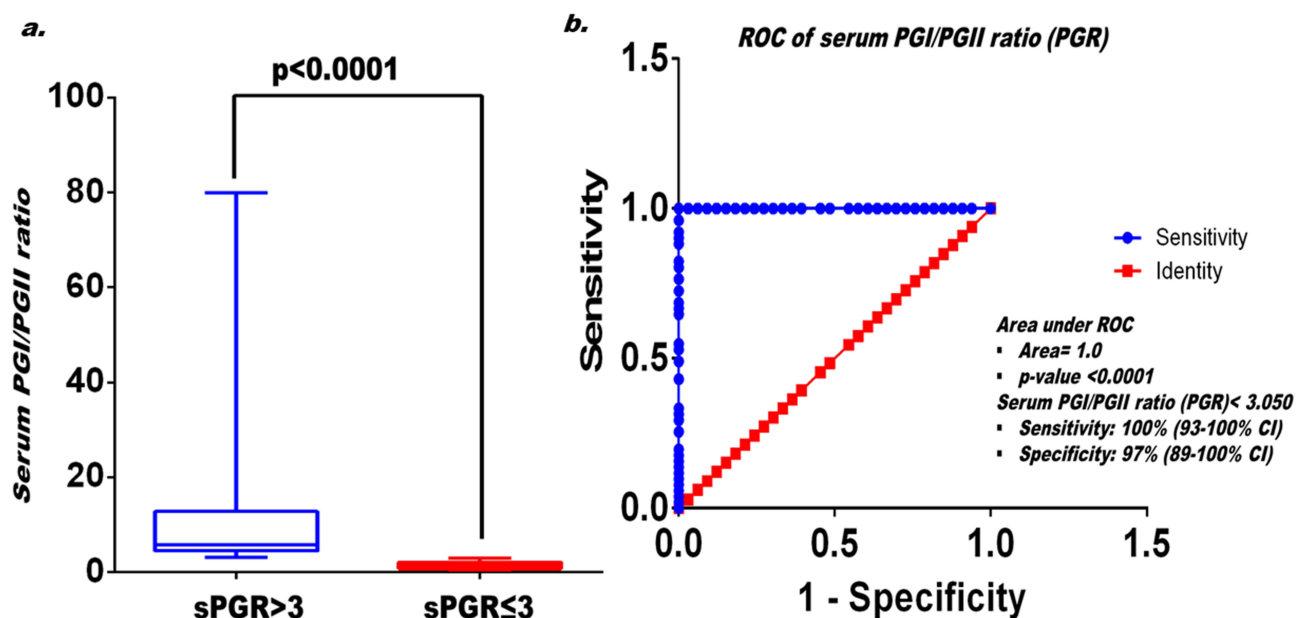 a.
p<0.0001
Serum PGI/PGII ratio
100
80
60
40
20
0
sPGR>3
sPGR≤3
b.
ROC of serum PGI/PGII ratio (PGR)
Sensitivity
1.5
1.0
0.5
0.0
0.0
0.5
1.0
1.5
1 - Specificity
Sensitivity
Identity
Area under ROC
▪ Area= 1.0
▪ p-value <0.0001
Serum PGI/PGII ratio (PGR)< 3.050
▪ Sensitivity: 100% (93-100% CI)
▪ Specificity: 97% (89-100% CI)